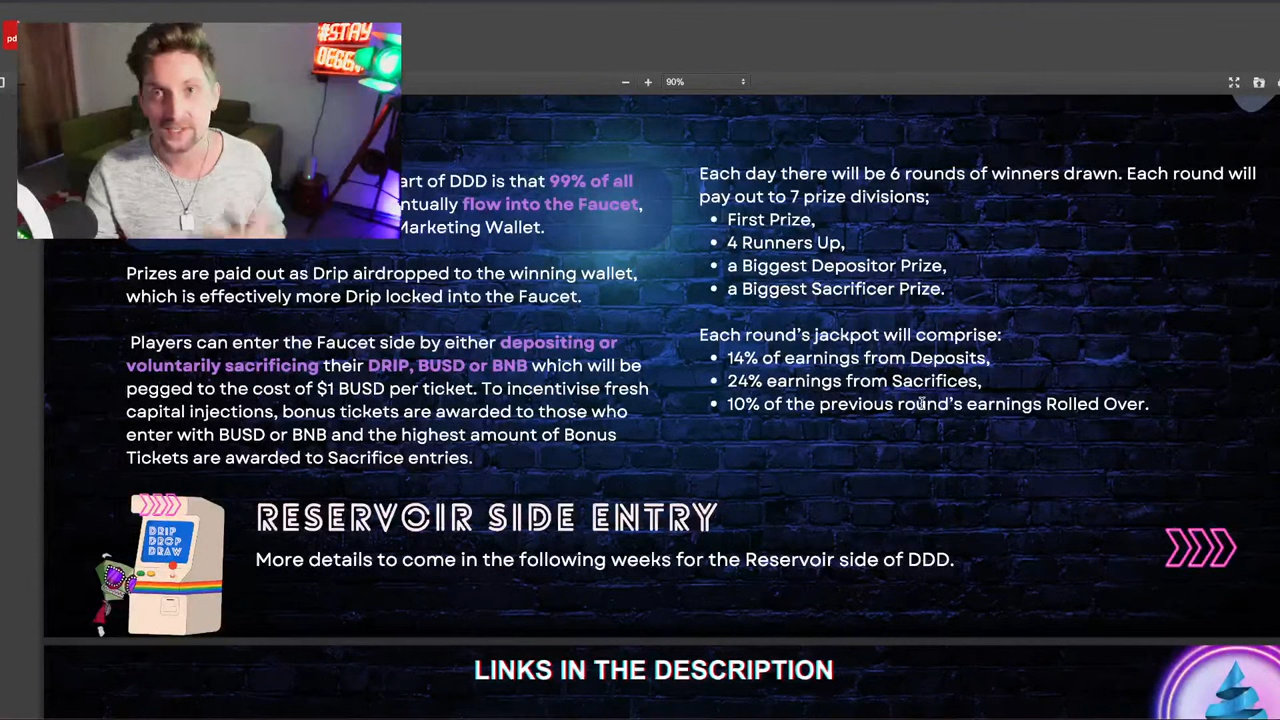 pd
#STAY
90%
art of DDD is that 99% of all
ntually flow into the Faucet,
Marketing Wallet.
Prizes are paid out as Drip airdropped to the winning wallet,
which is effectively more Drip locked into the Faucet.
Players can enter the Faucet side by either depositing or
voluntarily sacrificing their DRIP, BUSD or BNB which will be
pegged to the cost of $1 BUSD per ticket. To incentivise fresh
capital injections, bonus tickets are awarded to those who
enter with BUSD or BNB and the highest amount of Bonus
Tickets are awarded to Sacrifice entries.
Each day there will be 6 rounds of winners drawn. Each round will
pay out to 7 prize divisions;
• First Prize,
• 4 Runners Up,
• a Biggest Depositor Prize,
• a Biggest Sacrificer Prize.
Each round's jackpot will comprise:
• 14% of earnings from Deposits,
• 24% earnings from Sacrifices,
• 10% of the previous round's earnings Rolled Over.
DRIP
DROP
DRAW
RESERVOIR SIDE ENTRY
More details to come in the following weeks for the Reservoir side of DDD.
LINKS IN THE DESCRIPTION